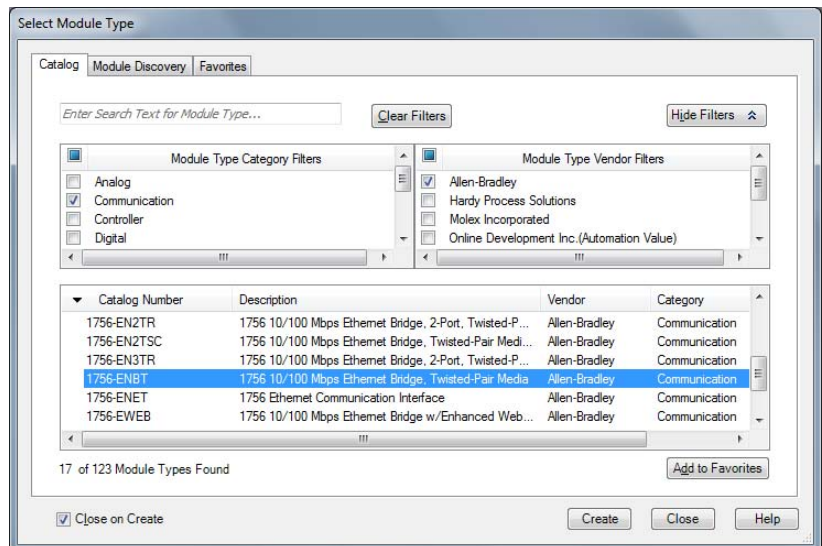 Select Module Type
Catalog Module Discovery Favorites
Enter Search Text for Module Type...
Clear Filters
Hide Filters
Module Type Category Filters
Analog
Communication
Controller
Digital
Module Type Vendor Filters
Allen-Bradley
Hardy Process Solutions
Molex Incorporated
Online Development Inc.(Automation Value)
Catalog Number Description Vendor Category
1756-EN2TR 1756 10/100 Mbps Ethernet Bridge, 2-Port, Twisted-P... Allen-Bradley Communication
1756-EN2TSC 1756 10/100 Mbps Ethernet Bridge, Twisted-Pair Medi... Allen-Bradley Communication
1756-EN3TR 1756 10/100 Mbps Ethernet Bridge, 2-Port, Twisted-P... Allen-Bradley Communication
1756-ENBT 1756 10/100 Mbps Ethernet Bridge, Twisted-Pair Media Allen-Bradley Communication
1756-ENET 1756 Ethernet Communication Interface Allen-Bradley Communication
1756-EWEB 1756 10/100 Mbps Ethernet Bridge w/Enhanced Web... Allen-Bradley Communication
17 of 123 Module Types Found
Add to Favorites
Close on Create
Create
Close
Help